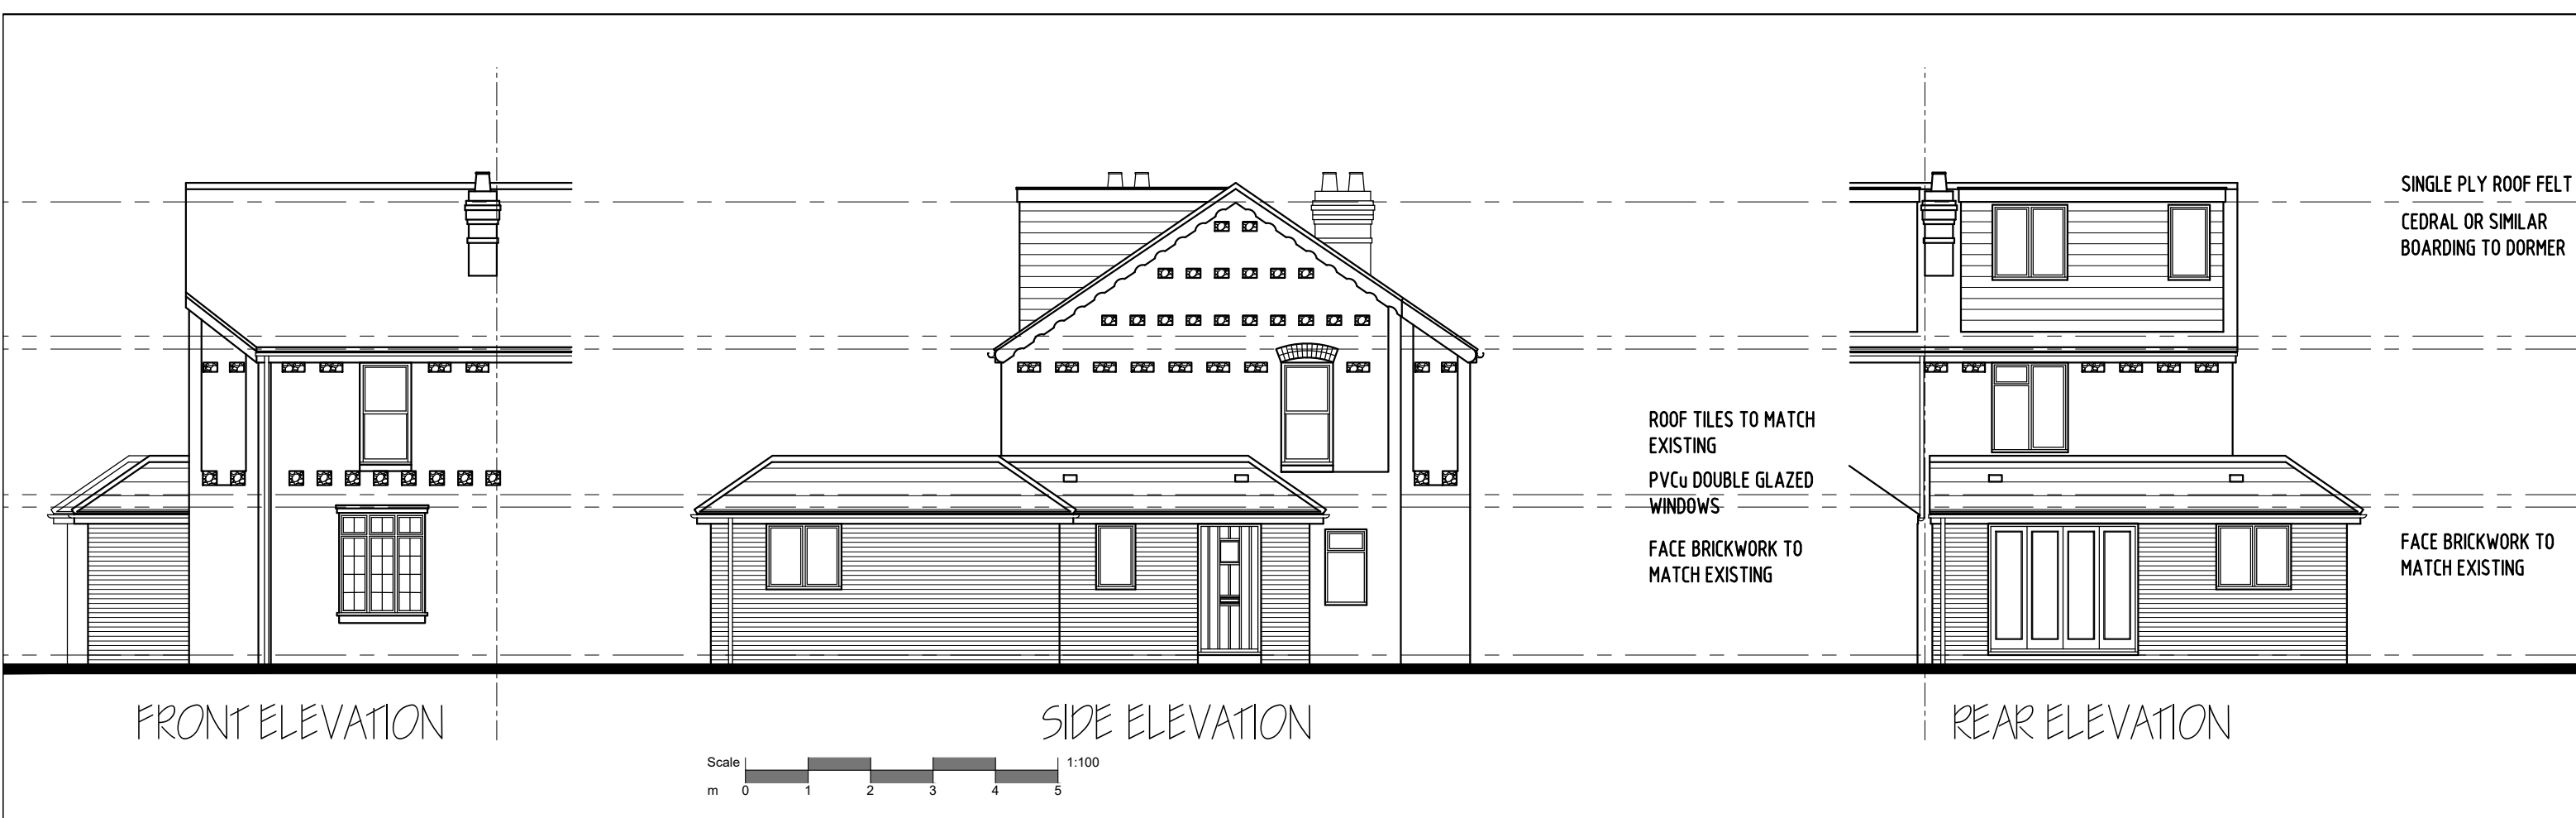 SINGLE PLY ROOF FELT
CEDRAL OR SIMILAR
BOARDING TO DORMER
ROOF TILES TO MATCH
EXISTING
PVCu DOUBLE GLAZED
WINDOWS
FACE BRICKWORK TO
MATCH EXISTING
FACE BRICKWORK TO
MATCH EXISTING
FRONT ELEVATION
SIDE ELEVATION
REAR ELEVATION
Scale 1:100
m 0 1 2 3 4 5